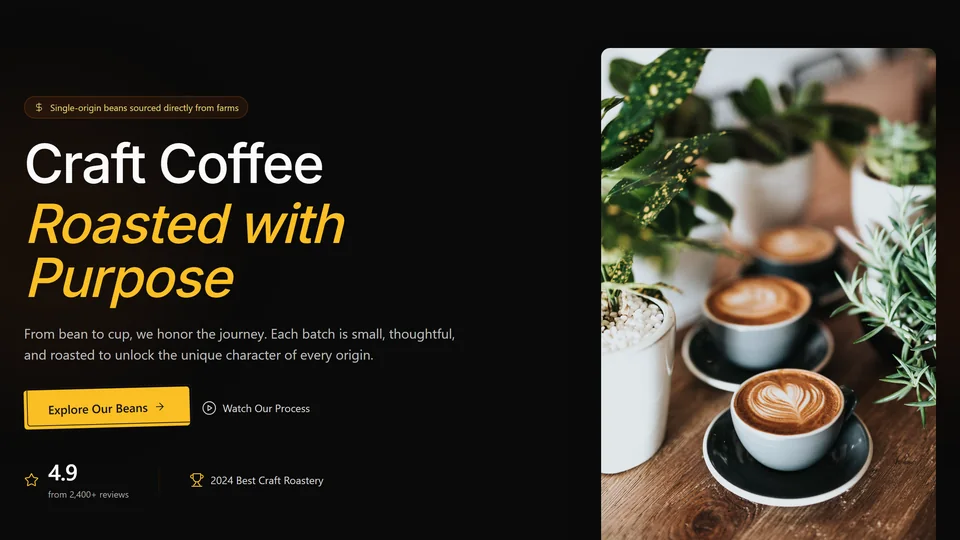 Single-origin beans sourced directly from farms
Craft Coffee
Roasted with
Purpose
From bean to cup, we honor the journey. Each batch is small, thoughtful,
and roasted to unlock the unique character of every origin.
Explore Our Beans →
Watch Our Process
4.9
from 2,400+ reviews
2024 Best Craft Roastery